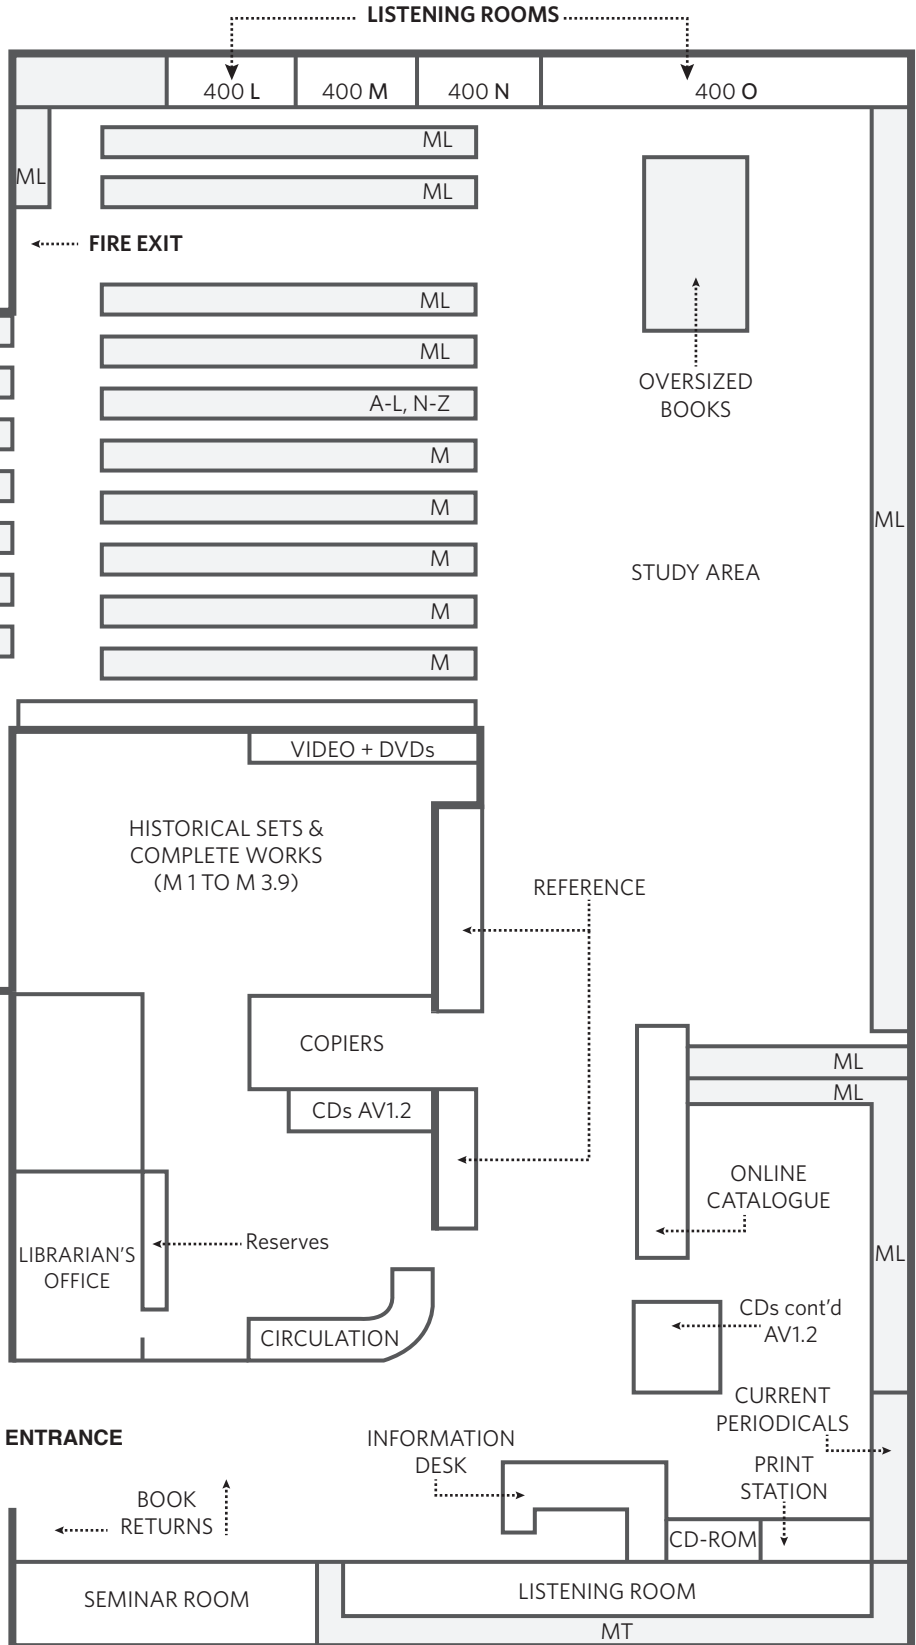 LISTENING ROOMS
400 L
400 M
400 N
400 O
ML
ML
ML
FIRE EXIT
ML
ML
OVERSIZED
BOOKS
A-L, N-Z
M
M
ML
M
STUDY AREA
M
M
VIDEO + DVDs
HISTORICAL SETS &
COMPLETE WORKS
(M 1 TO M 3.9)
REFERENCE
COPIERS
ML
ML
CDs AV1.2
ONLINE
CATALOGUE
Reserves
LIBRARIAN'S
OFFICE
ML
CDs cont'd
AV1.2
CIRCULATION
CURRENT
PERIODICALS
ENTRANCE
INFORMATION
DESK
PRINT
STATION
BOOK
RETURNS
CD-ROM
SEMINAR ROOM
LISTENING ROOM
MT